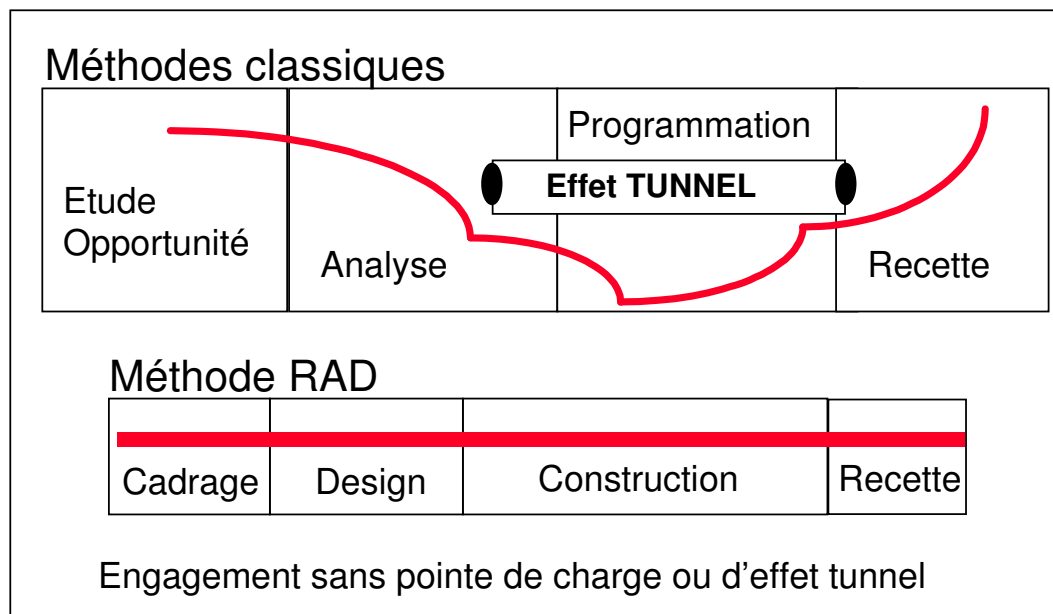 Méthodes classiques
Programmation
Effet TUNNEL
Etude
Opportunité
Analyse
Recette
Méthode RAD
Cadrage
Design
Construction
Recette
Engagement sans pointe de charge ou d'effet tunnel